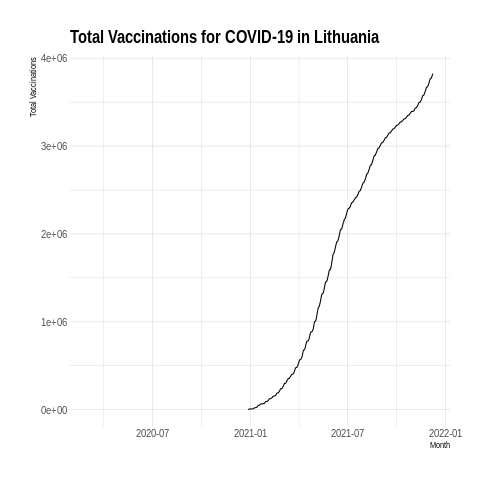 Total Vaccinations for COVID-19 in Lithuania
Total Vaccinations
4e+06
3e+06
2e+06
1e+06
0e+00
2020-07
2021-01
2021-07
2022-01
Month